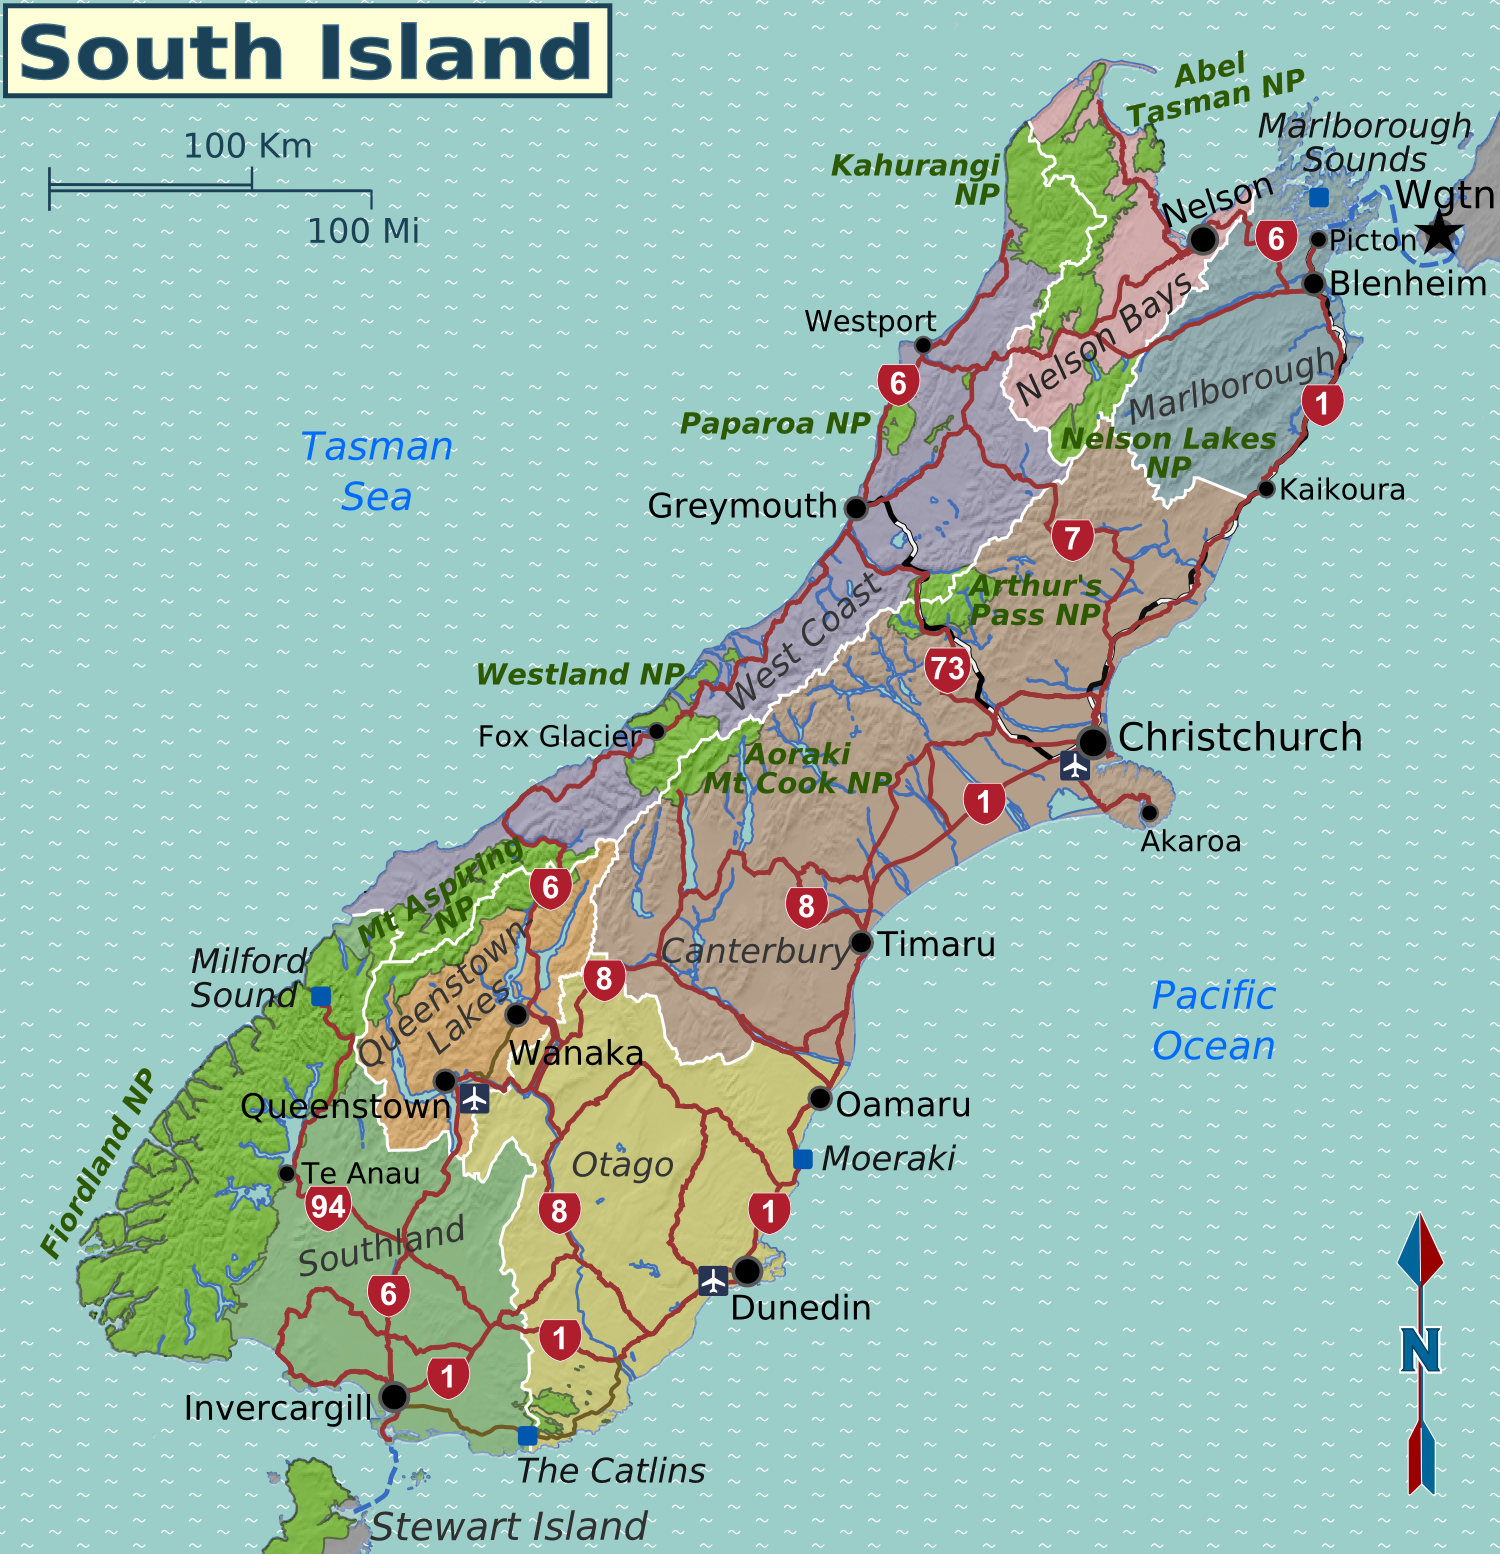 South Island
100 Km
100 Mi
Abel
Tasman NP
Marlborough
Sounds
Kahurangi
NP
Nelson
Wgtn
6
Picton
Blenheim
Westport
Nelson Bays
6
Marlborough
1
Paparoa NP
Nelson Lakes
NP
Tasman
Sea
Kaikoura
Greymouth
7
Arthur's
Pass NP
West Coast
73
Westland NP
Fox Glacier
Christchurch
Aoraki
Mt Cook NP
1
Akaroa
Mt Aspiring
NP
6
8
Canterbury
Timaru
Queenstown-
Lakes
8
Milford
Sound
Pacific
Ocean
Wanaka
Queenstown
Oamaru
Fiordland NP
Otago
Moeraki
Te Anau
94
8
1
Southland
6
Dunedin
1
1
Invercargill
N
The Catlins
Stewart Island